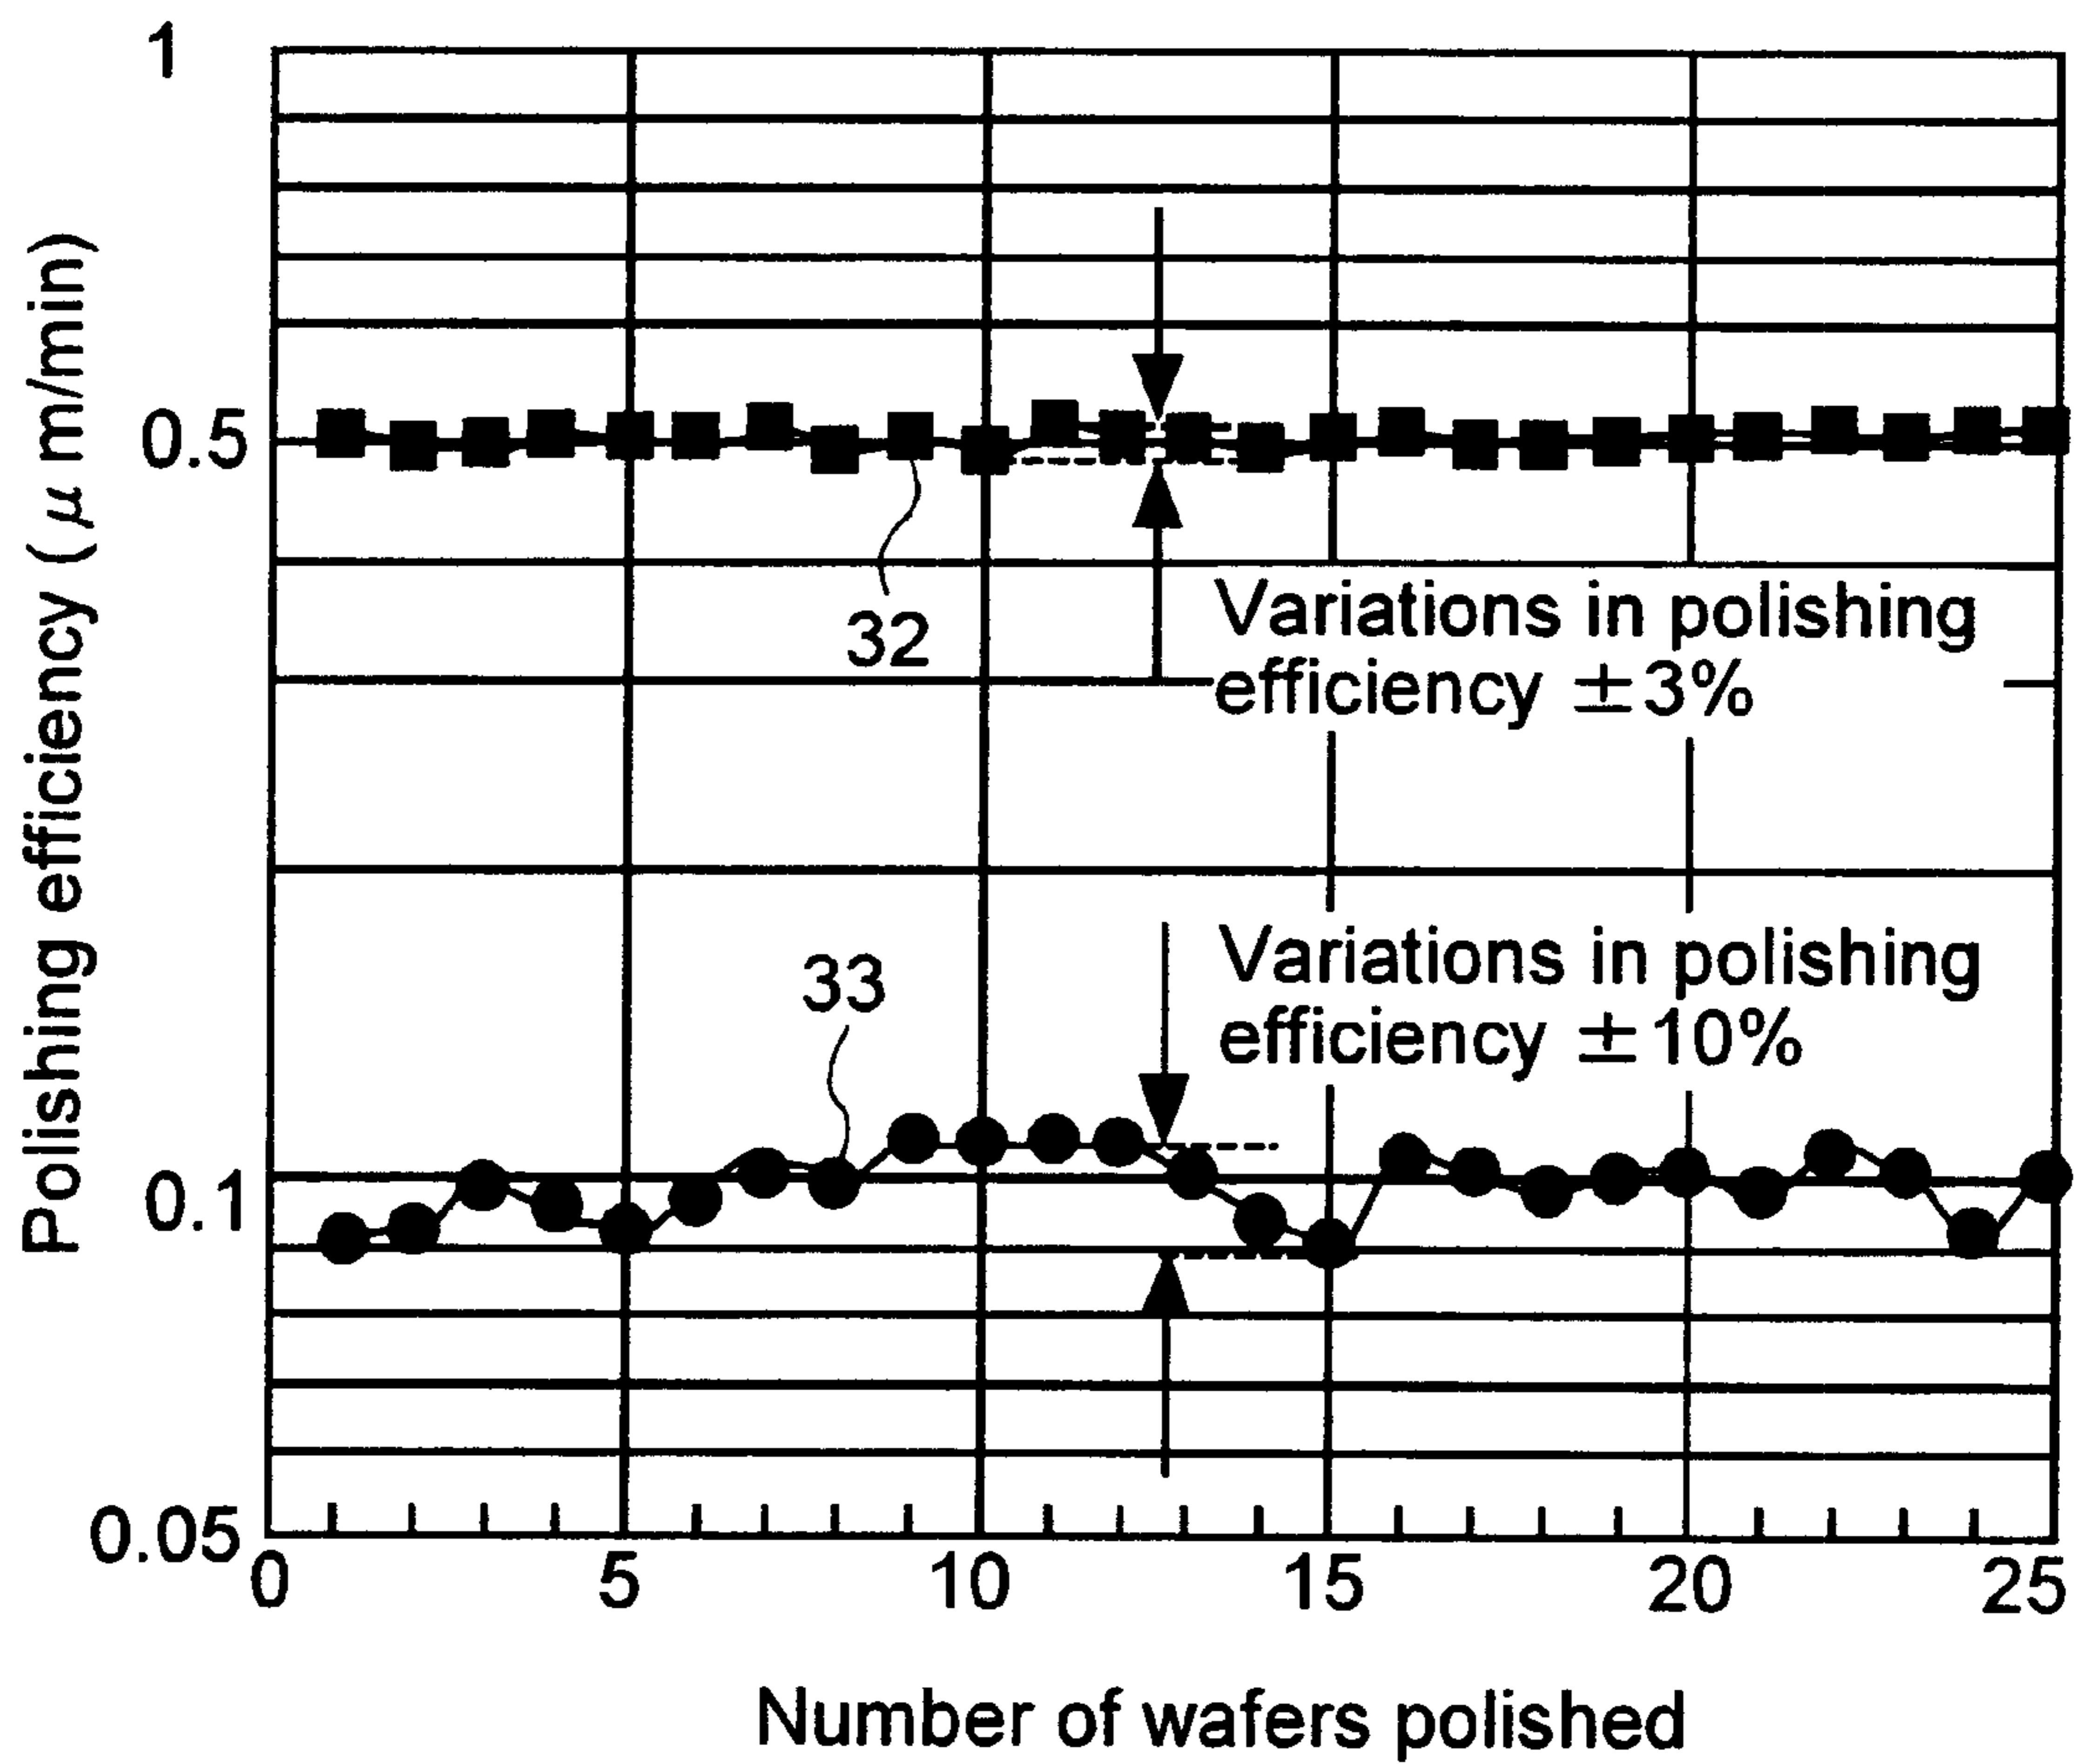 Polishing efficiency (μ m/min)
1
0.5
0.1
0.05
32
Variations in polishing
efficiency ±3%
33
Variations in polishing
efficiency ±10%
0 5 10 15 20 25
Number of wafers polished